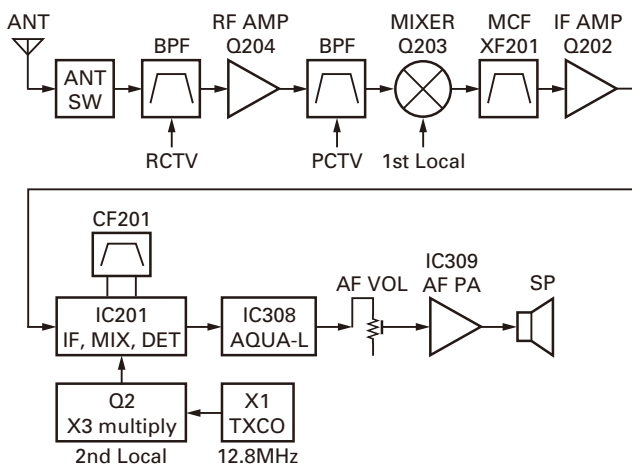 ANT
ANT
SW
BPF
RCTV
RF AMP
Q204
BPF
PCTV
MIXER
Q203
1st Local
MCF
XF201
IF AMP
Q202
CF201
IC201
IF, MIX, DET
IC308
AQUA-L
AF VOL
IC309
AF PA
SP
Q2
X3 multiply
2nd Local
X1
TXCO
12.8MHz